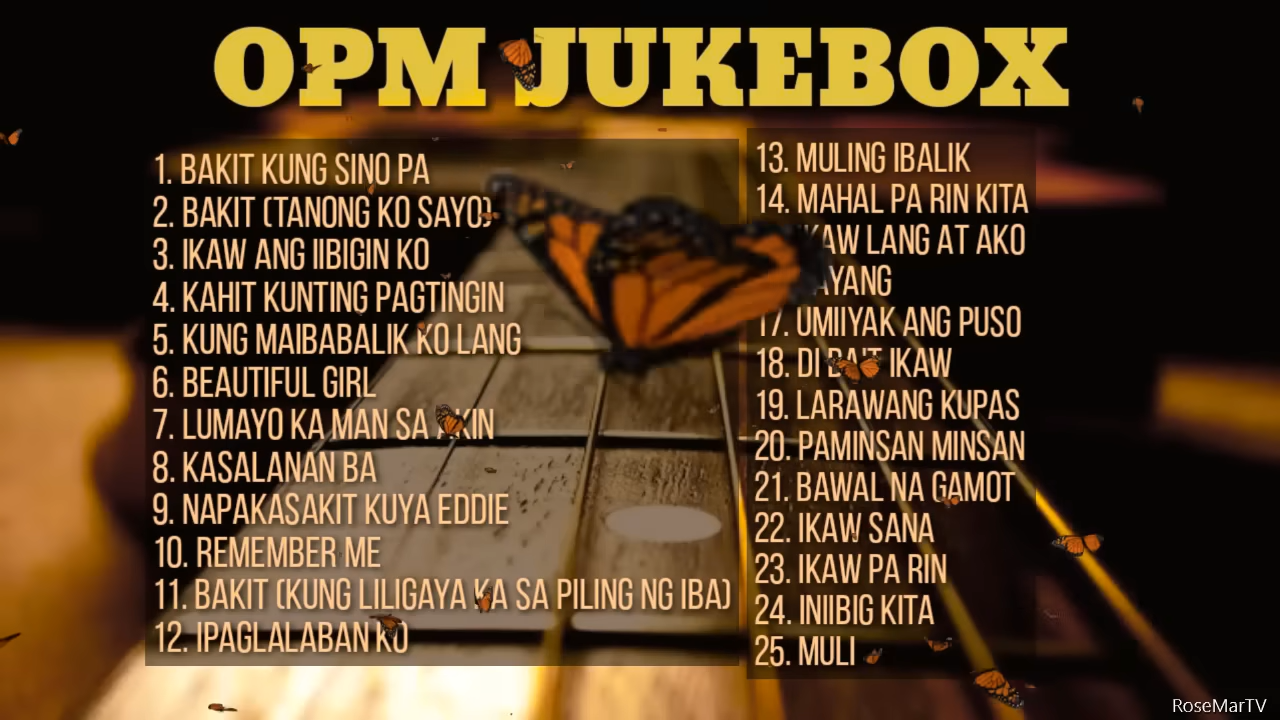 OPM JUKEBOX
1. BAKIT KUNG SINO PA
2. BAKIT (TANONG KO SAYO)
3. IKAW ANG IIBIGIN KO
4. KAHIT KUNTING PAGTINGIN
5. KUNG MAIBABALIK KO LANG
6. BEAUTIFUL GIRL
7. LUMAYO KA MAN SA AKIN
8. KASALANAN BA
9. NAPAKASAKIT KUYA EDDIE
10. REMEMBER ME
11. BAKIT (KUNG LILIGAYA KA SA PILING NG IBA)
12. IPAGLALABAN KO
13. MULING IBALIK
14. MAHAL PA RIN KITA
LANG AT AKO
17. UMIIYAK ANG PUSO
18. DI BA'T IKAW
19. LARAWANG KUPAS
20. PAMINSAN MINSAN
21. BAWAL NA GAMOT
22. IKAW SANA
23. IKAW PA RIN
24. INIIBIG KITA
25. MULI
RoseMarTV